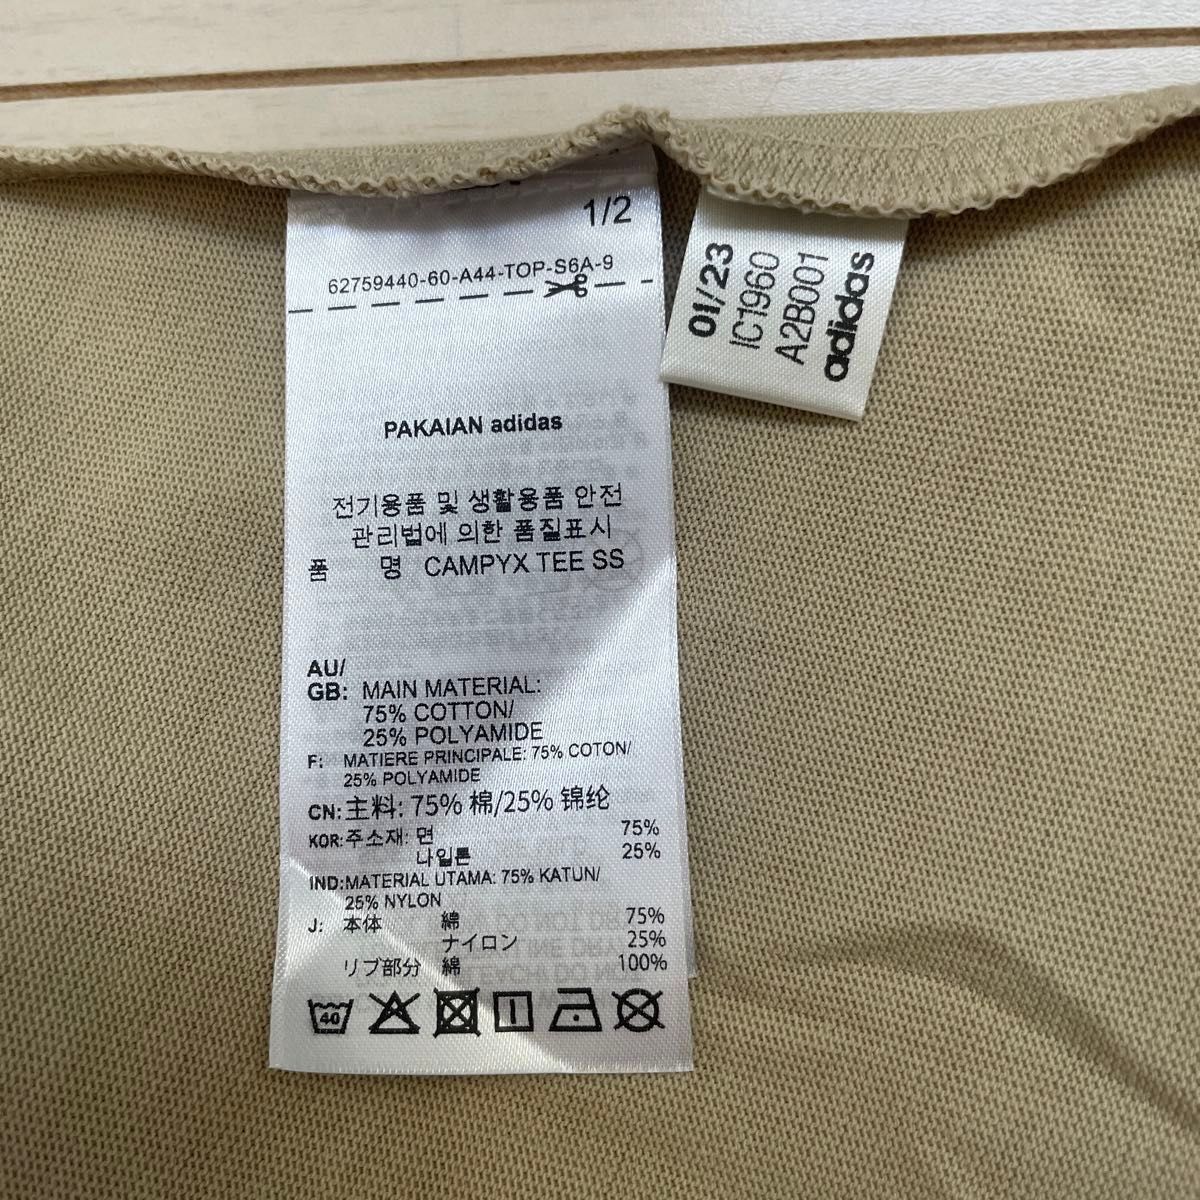 1/2
62759440-60-A44-TOP-S6A-9
PAKAIAN adidas
전기용품 및 생활용품 안전
관리법에 의한 품질표시
품 명 CAMPYX TEE SS
AU/
GB: MAIN MATERIAL:
75% COTTON/
25% POLYAMIDE
F: MATIERE PRINCIPALE: 75% COTON/
25% POLYAMIDE
CN:主料: 75% 棉/25% 锦纶
KOR:주소재: 면 75%
나일론 25%
IND:MATERIAL UTAMA: 75% KATUN/
25% NYLON
J: 本体 綿 75%
ナイロン 25%
リブ部分 綿 100%
40
01/23
IC1960
A2B001
adidas